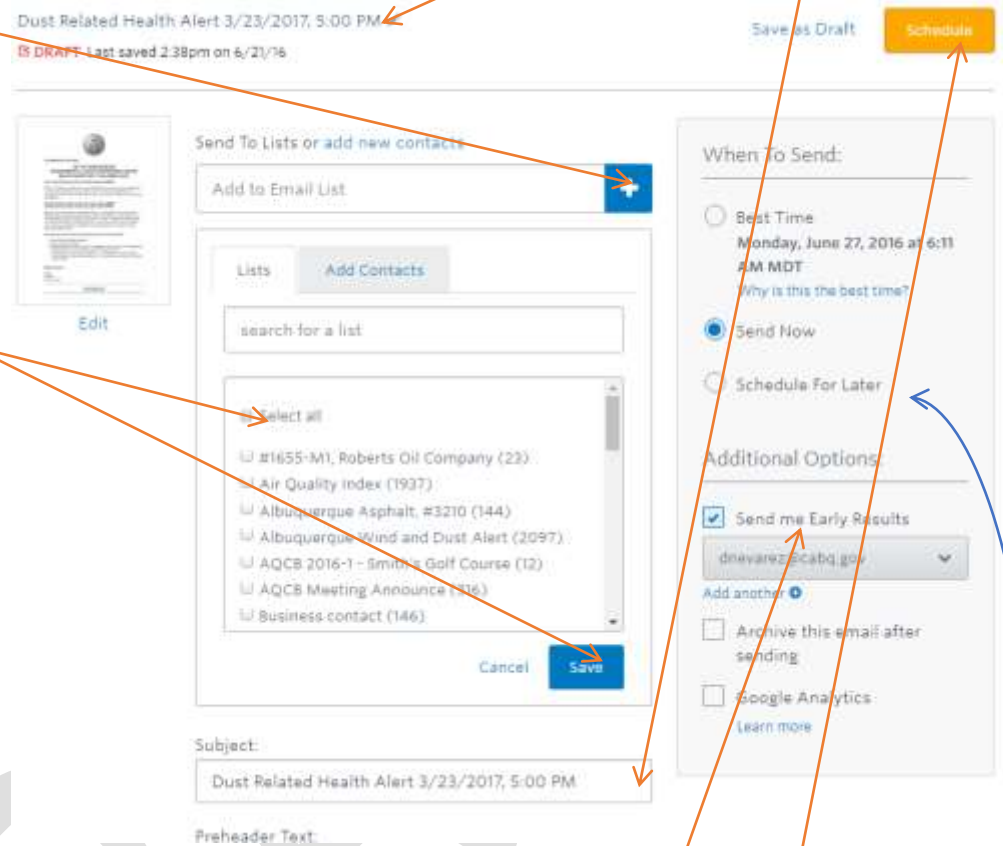 Dust Related Health Alert 3/23/2017, 5:00 PM
DRAFT Last saved 2:38pm on 6/21/16
Save as Draft
Schedule
Edit
Send To Lists or add new contacts
Add to Email List
Lists
Add Contacts
search for a list
Select all
#1655-M1, Roberts Oil Company (23)
Air Quality Index (1937)
Albuquerque Asphalt, #3210 (144)
Albuquerque Wind and Dust Alert (2097)
AQCB 2016-1 - Smith's Golf Course (12)
AQCB Meeting Announce (316)
Business contact (146)
Cancel
Save
Subject:
Dust Related Health Alert 3/23/2017, 5:00 PM
Preheader Text:
When To Send:
Best Time
Monday, June 27, 2016 at 6:11
AM MDT
Why is this the best time?
Send Now
Schedule For Later
Additional Options:
Send me Early Results
dnevarez@cabq.gov
Add another
Archive this email after
sending
Google Analytics
Learn more